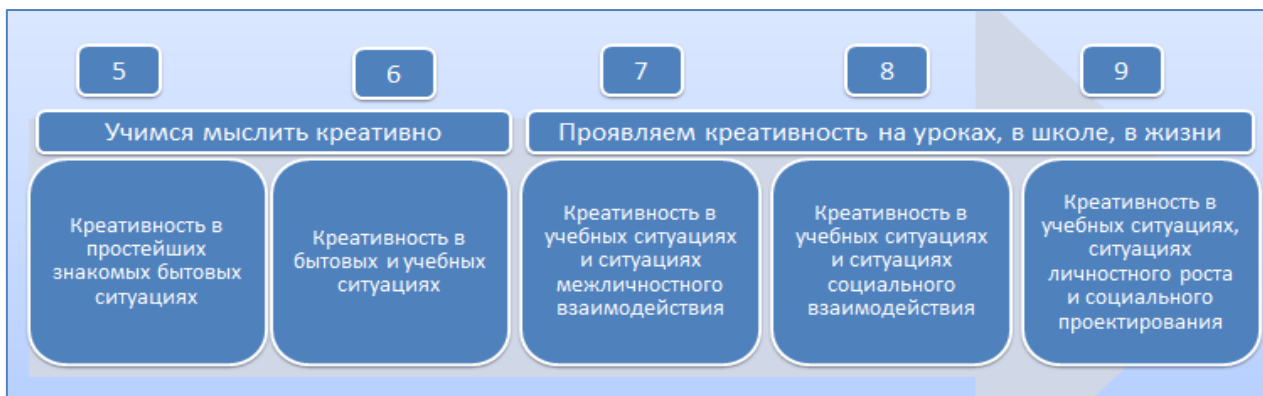 5
6
7
8
9
Учимся мыслить креативно
Проявляем креативность на уроках, в школе, в жизни
Креативность в
простейших
знакомых бытовых
ситуациях
Креативность в
бытовых и учебных
ситуациях
Креативность в
учебных ситуациях
и ситуациях
межличностного
взаимодействия
Креативность в
учебных ситуациях
и ситуациях
социального
взаимодействия
Креативность в
учебных ситуациях,
ситуациях
личностного роста
и социального
проектирования